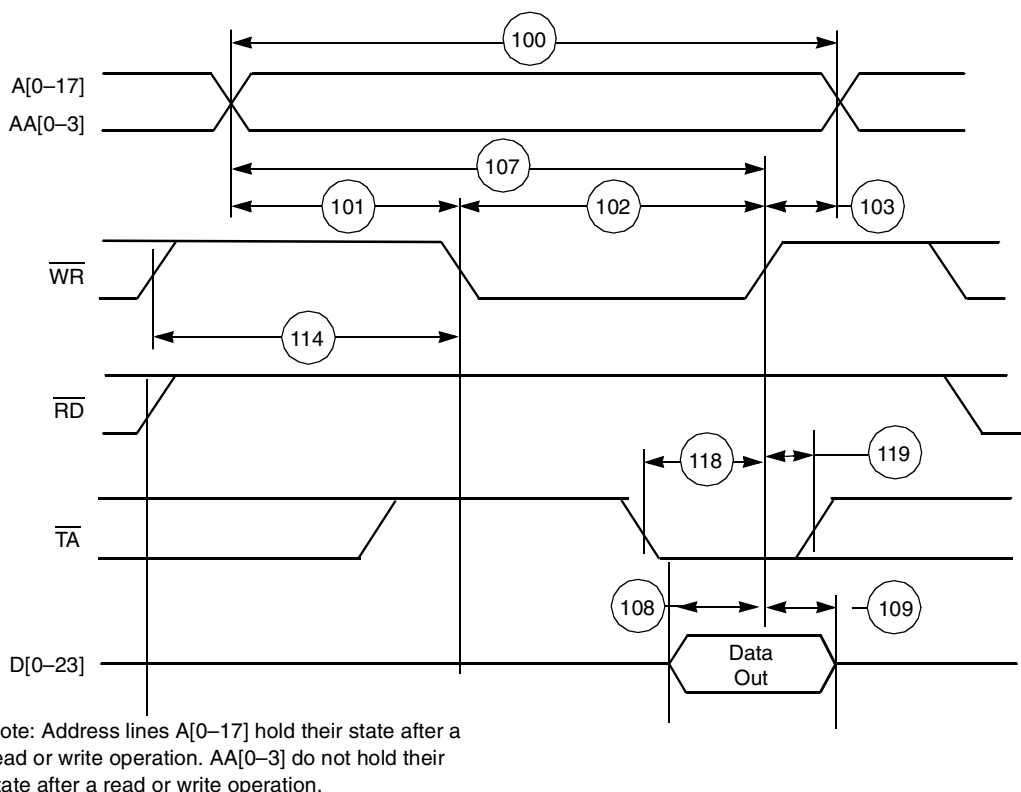 100
A[0–17]
AA[0–3]
107
101
102
103
WR
114
RD
118
119
TA
108
109
D[0–23]
Data
Out
ote: Address lines A[0–17] hold their state after a
ead or write operation. AA[0–3] do not hold their
tate after a read or write operation.